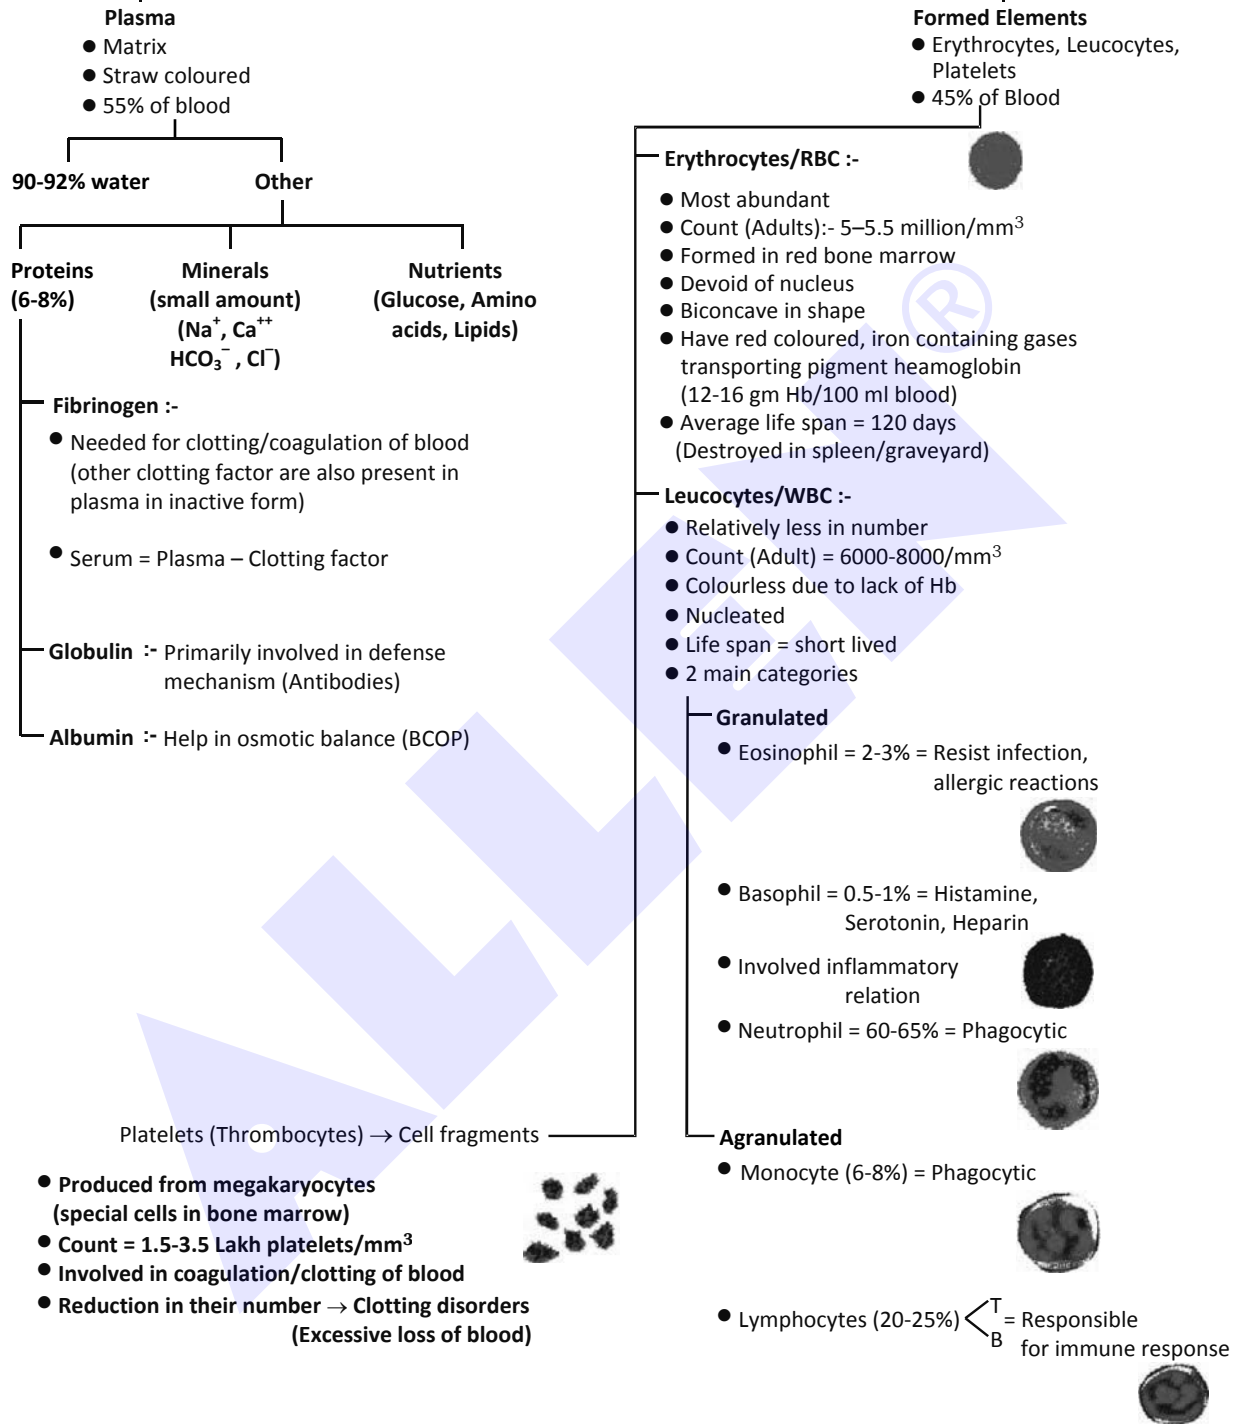 Plasma
● Matrix
● Straw coloured
● 55% of blood
90-92% water
Other
Proteins
(6-8%)
Minerals
(small amount)
(Na⁺, Ca⁺⁺
HCO₃⁻ , Cl⁻)
Nutrients
(Glucose, Amino
acids, Lipids)
Fibrinogen :-
● Needed for clotting/coagulation of blood
(other clotting factor are also present in
plasma in inactive form)
● Serum = Plasma – Clotting factor
Globulin :- Primarily involved in defense
mechanism (Antibodies)
Albumin :- Help in osmotic balance (BCOP)
Formed Elements
● Erythrocytes, Leucocytes,
Platelets
● 45% of Blood
Erythrocytes/RBC :-
● Most abundant
● Count (Adults):- 5–5.5 million/mm³
● Formed in red bone marrow
● Devoid of nucleus
● Biconcave in shape
● Have red coloured, iron containing gases
transporting pigment heamoglobin
(12-16 gm Hb/100 ml blood)
● Average life span = 120 days
(Destroyed in spleen/graveyard)
Leucocytes/WBC :-
● Relatively less in number
● Count (Adult) = 6000-8000/mm³
● Colourless due to lack of Hb
● Nucleated
● Life span = short lived
● 2 main categories
Granulated
● Eosinophil = 2-3% = Resist infection,
allergic reactions
● Basophil = 0.5-1% = Histamine,
Serotonin, Heparin
● Involved inflammatory
relation
● Neutrophil = 60-65% = Phagocytic
Agranulated
● Monocyte (6-8%) = Phagocytic
● Lymphocytes (20-25%) < T B = Responsible
for immune response
Platelets (Thrombocytes) → Cell fragments
● Produced from megakaryocytes
(special cells in bone marrow)
● Count = 1.5-3.5 Lakh platelets/mm³
● Involved in coagulation/clotting of blood
● Reduction in their number → Clotting disorders
(Excessive loss of blood)
ALLEN®